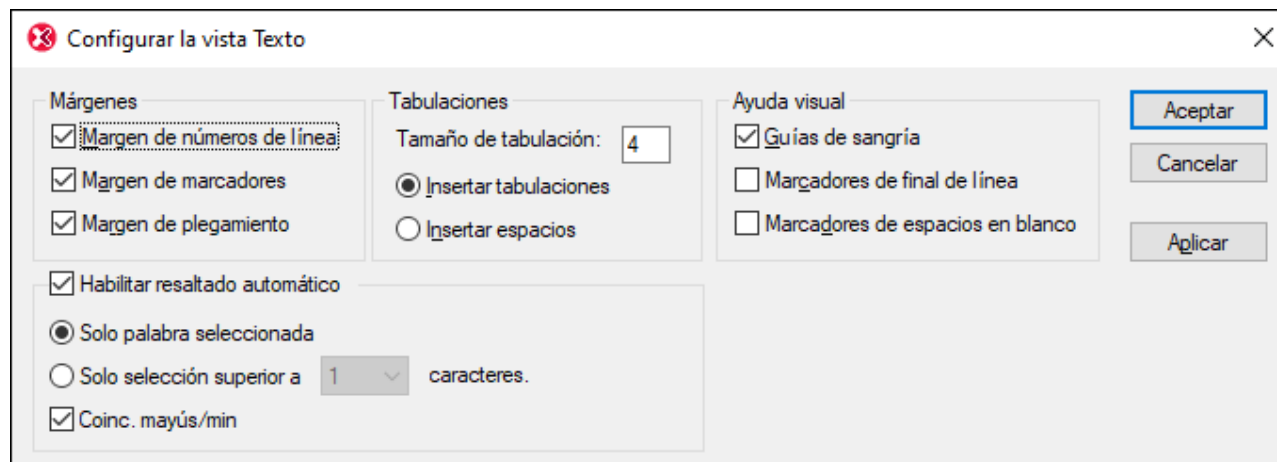 Configurar la vista Texto
Márgenes
Margen de números de línea
Margen de marcadores
Margen de plegamiento
Tabulaciones
Tamaño de tabulación: 4
Insertar tabulaciones
Insertar espacios
Ayuda visual
Guías de sangría
Marcadores de final de línea
Marcadores de espacios en blanco
Aceptar
Cancelar
Aplicar
Habilitar resaltado automático
Solo palabra seleccionada
Solo selección superior a 1 caracteres.
Coinc. mayús/min